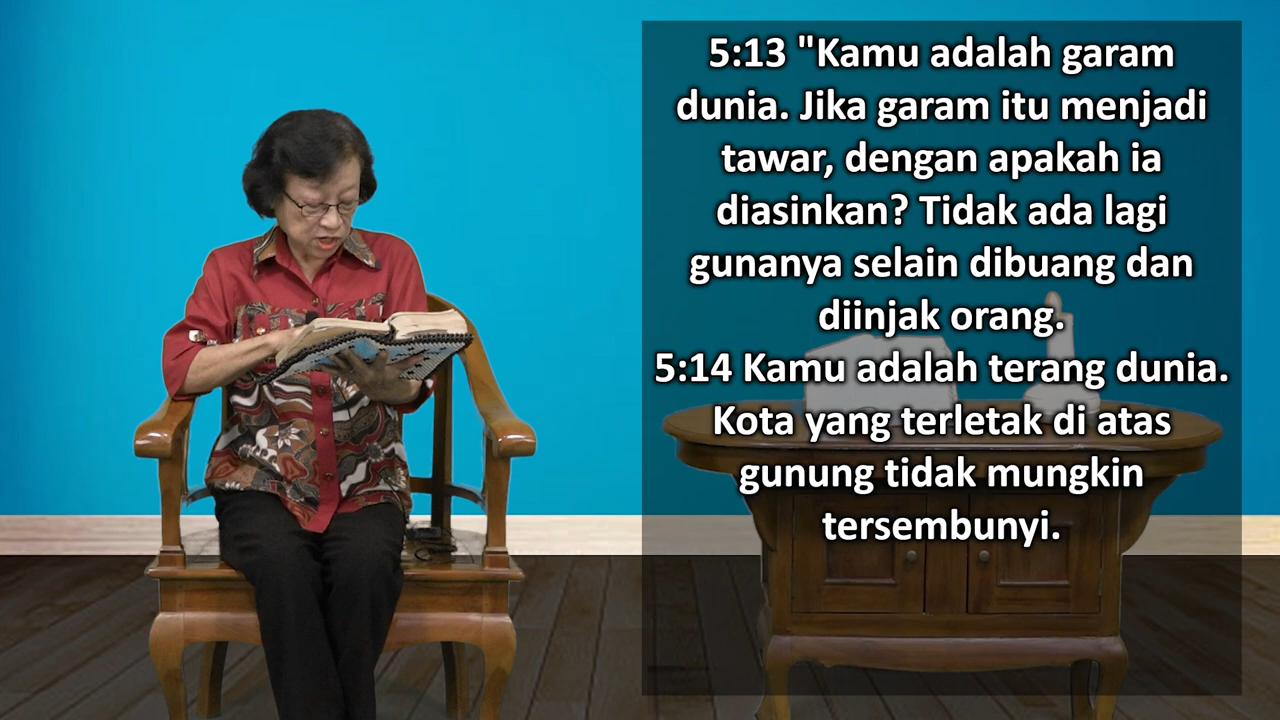 5:13 "Kamu adalah garam
dunia. Jika garam itu menjadi
tawar, dengan apakah ia
diasinkan? Tidak ada lagi
gunanya selain dibuang dan
diinjak orang.
5:14 Kamu adalah terang dunia.
Kota yang terletak di atas
gunung tidak mungkin
tersembunyi.